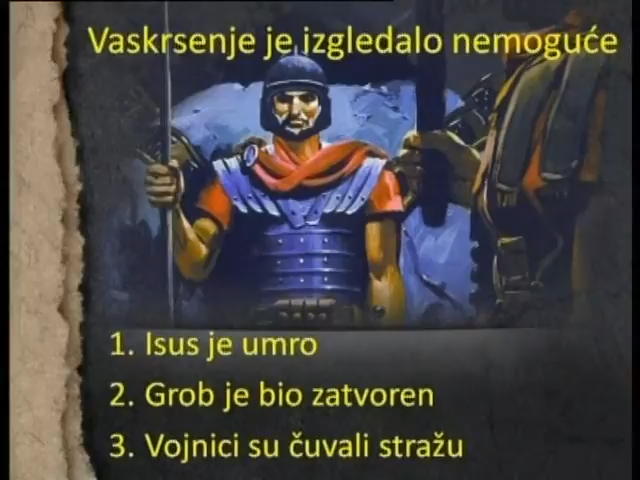 Vaskrsenje je izgledalo nemoguće
1. Isus je umro
2. Grob je bio zatvoren
3. Vojnici su čuvali stražu